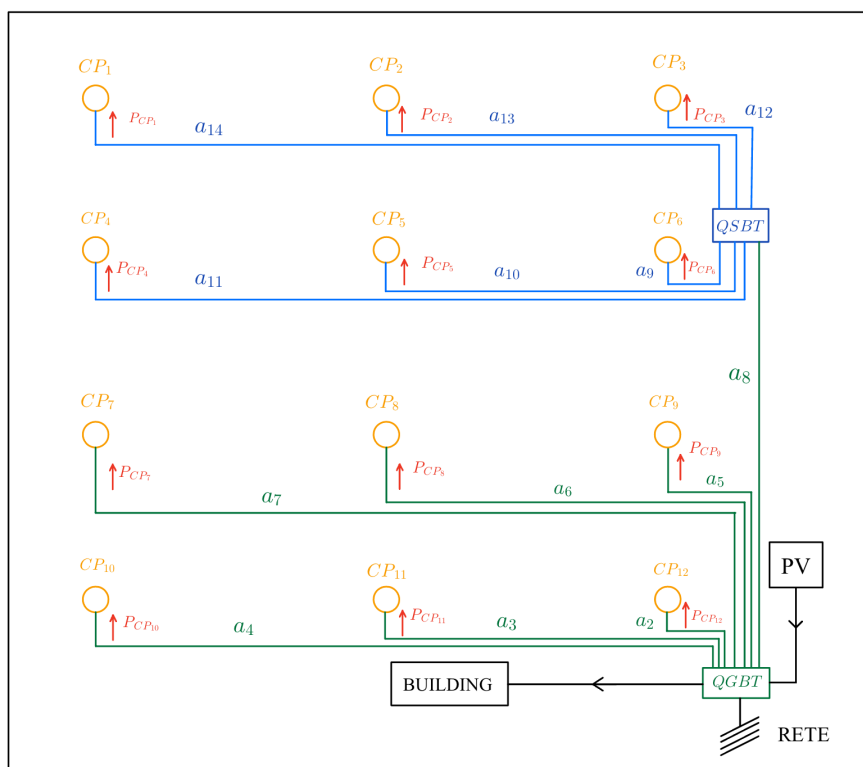 CP₁ CP₂ CP₃
P_CP₁ P_CP₂ P_CP₃ a₁₂
a₁₄ a₁₃
CP₄ CP₅ CP₆ QSBT
P_CP₄ P_CP₅ P_CP₆
a₁₁ a₁₀ a₉
a₈
CP₇ CP₈ CP₉
P_CP₇ P_CP₈ P_CP₉
a₇ a₆ a₅
CP₁₀ CP₁₁ CP₁₂ PV
P_CP₁₀ P_CP₁₁ P_CP₁₂
a₄ a₃ a₂
BUILDING QGBT
RETE